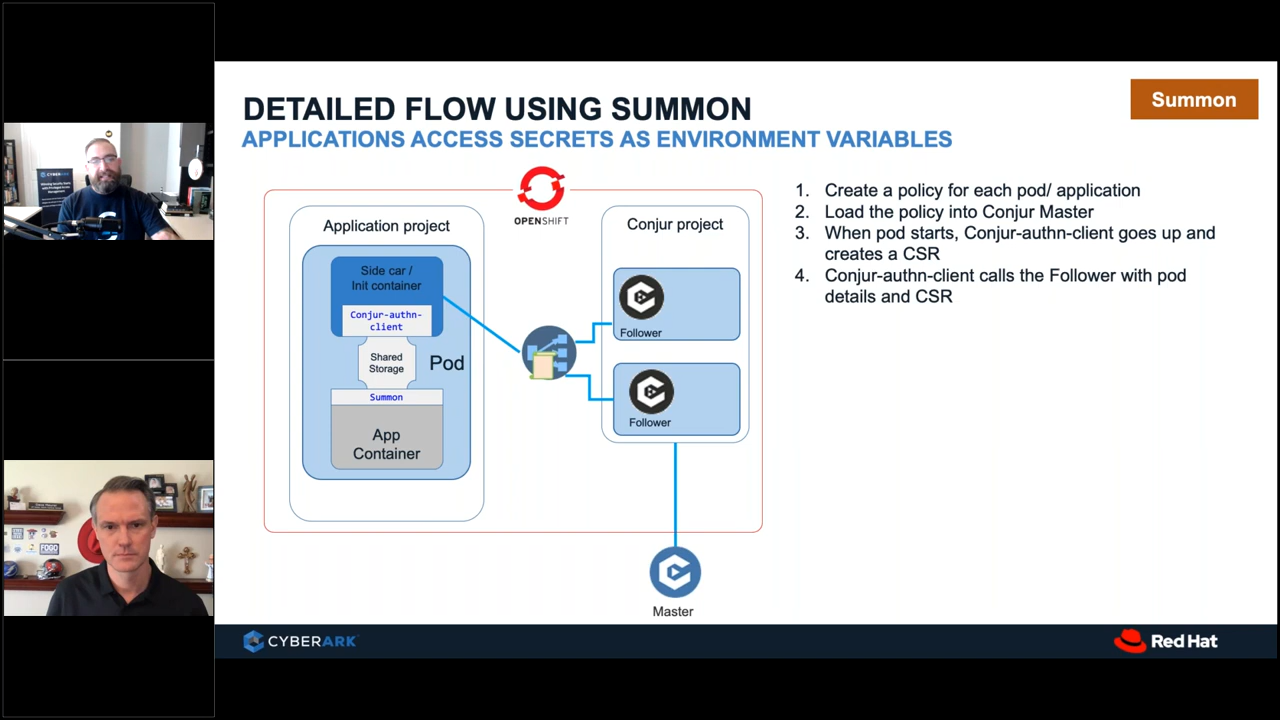 CYBERARK
DETAILED FLOW USING SUMMON
APPLICATIONS ACCESS SECRETS AS ENVIRONMENT VARIABLES
Summon
OPENSHIFT
Application project
Side car /
Init container
Conjur-authn-
client
Shared
Storage
Pod
Summon
App
Container
Conjur project
Follower
Follower
Master
1. Create a policy for each pod/ application
2. Load the policy into Conjur Master
3. When pod starts, Conjur-authn-client goes up and
creates a CSR
4. Conjur-authn-client calls the Follower with pod
details and CSR
FOGO
CYBERARK
Red Hat